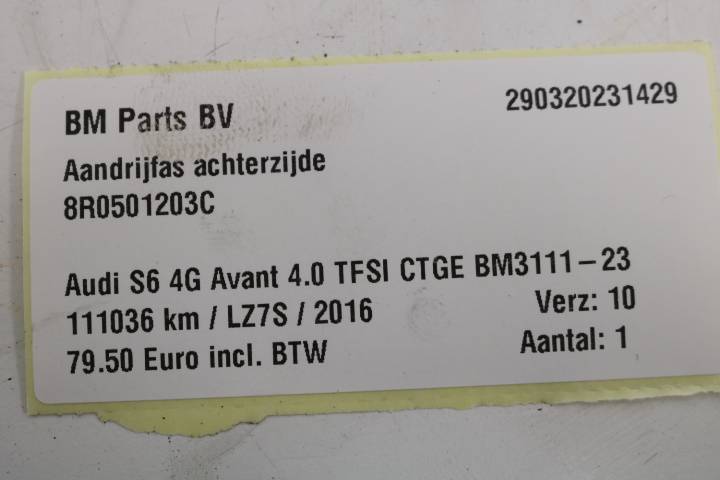 BM Parts BV 290320231429
Aandrijfas achterzijde
8R0501203C
Audi S6 4G Avant 4.0 TFSI CTGE BM3111-23
111036 km / LZ7S / 2016 Verz: 10
79.50 Euro incl. BTW Aantal: 1